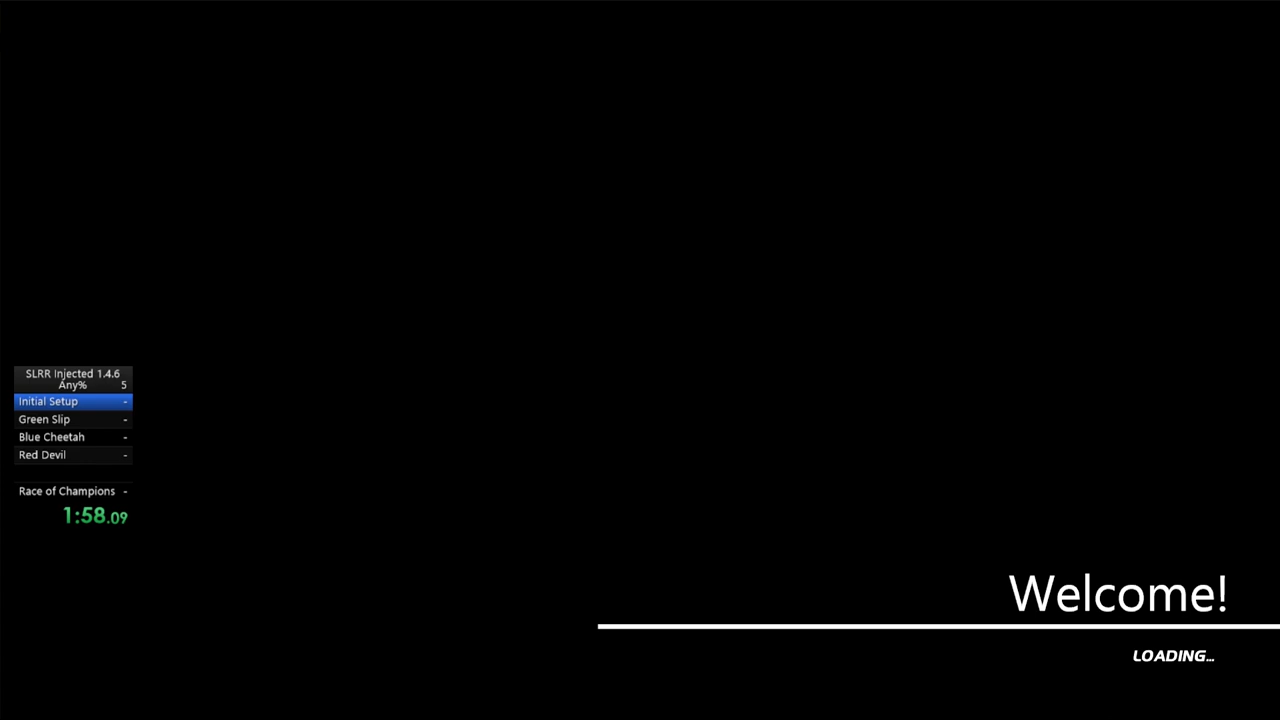 SLRR Injected 1.4.6
Any% 5
Initial Setup -
Green Slip -
Blue Cheetah -
Red Devil -
Race of Champions -
1:58.09
Welcome!
LOADING...